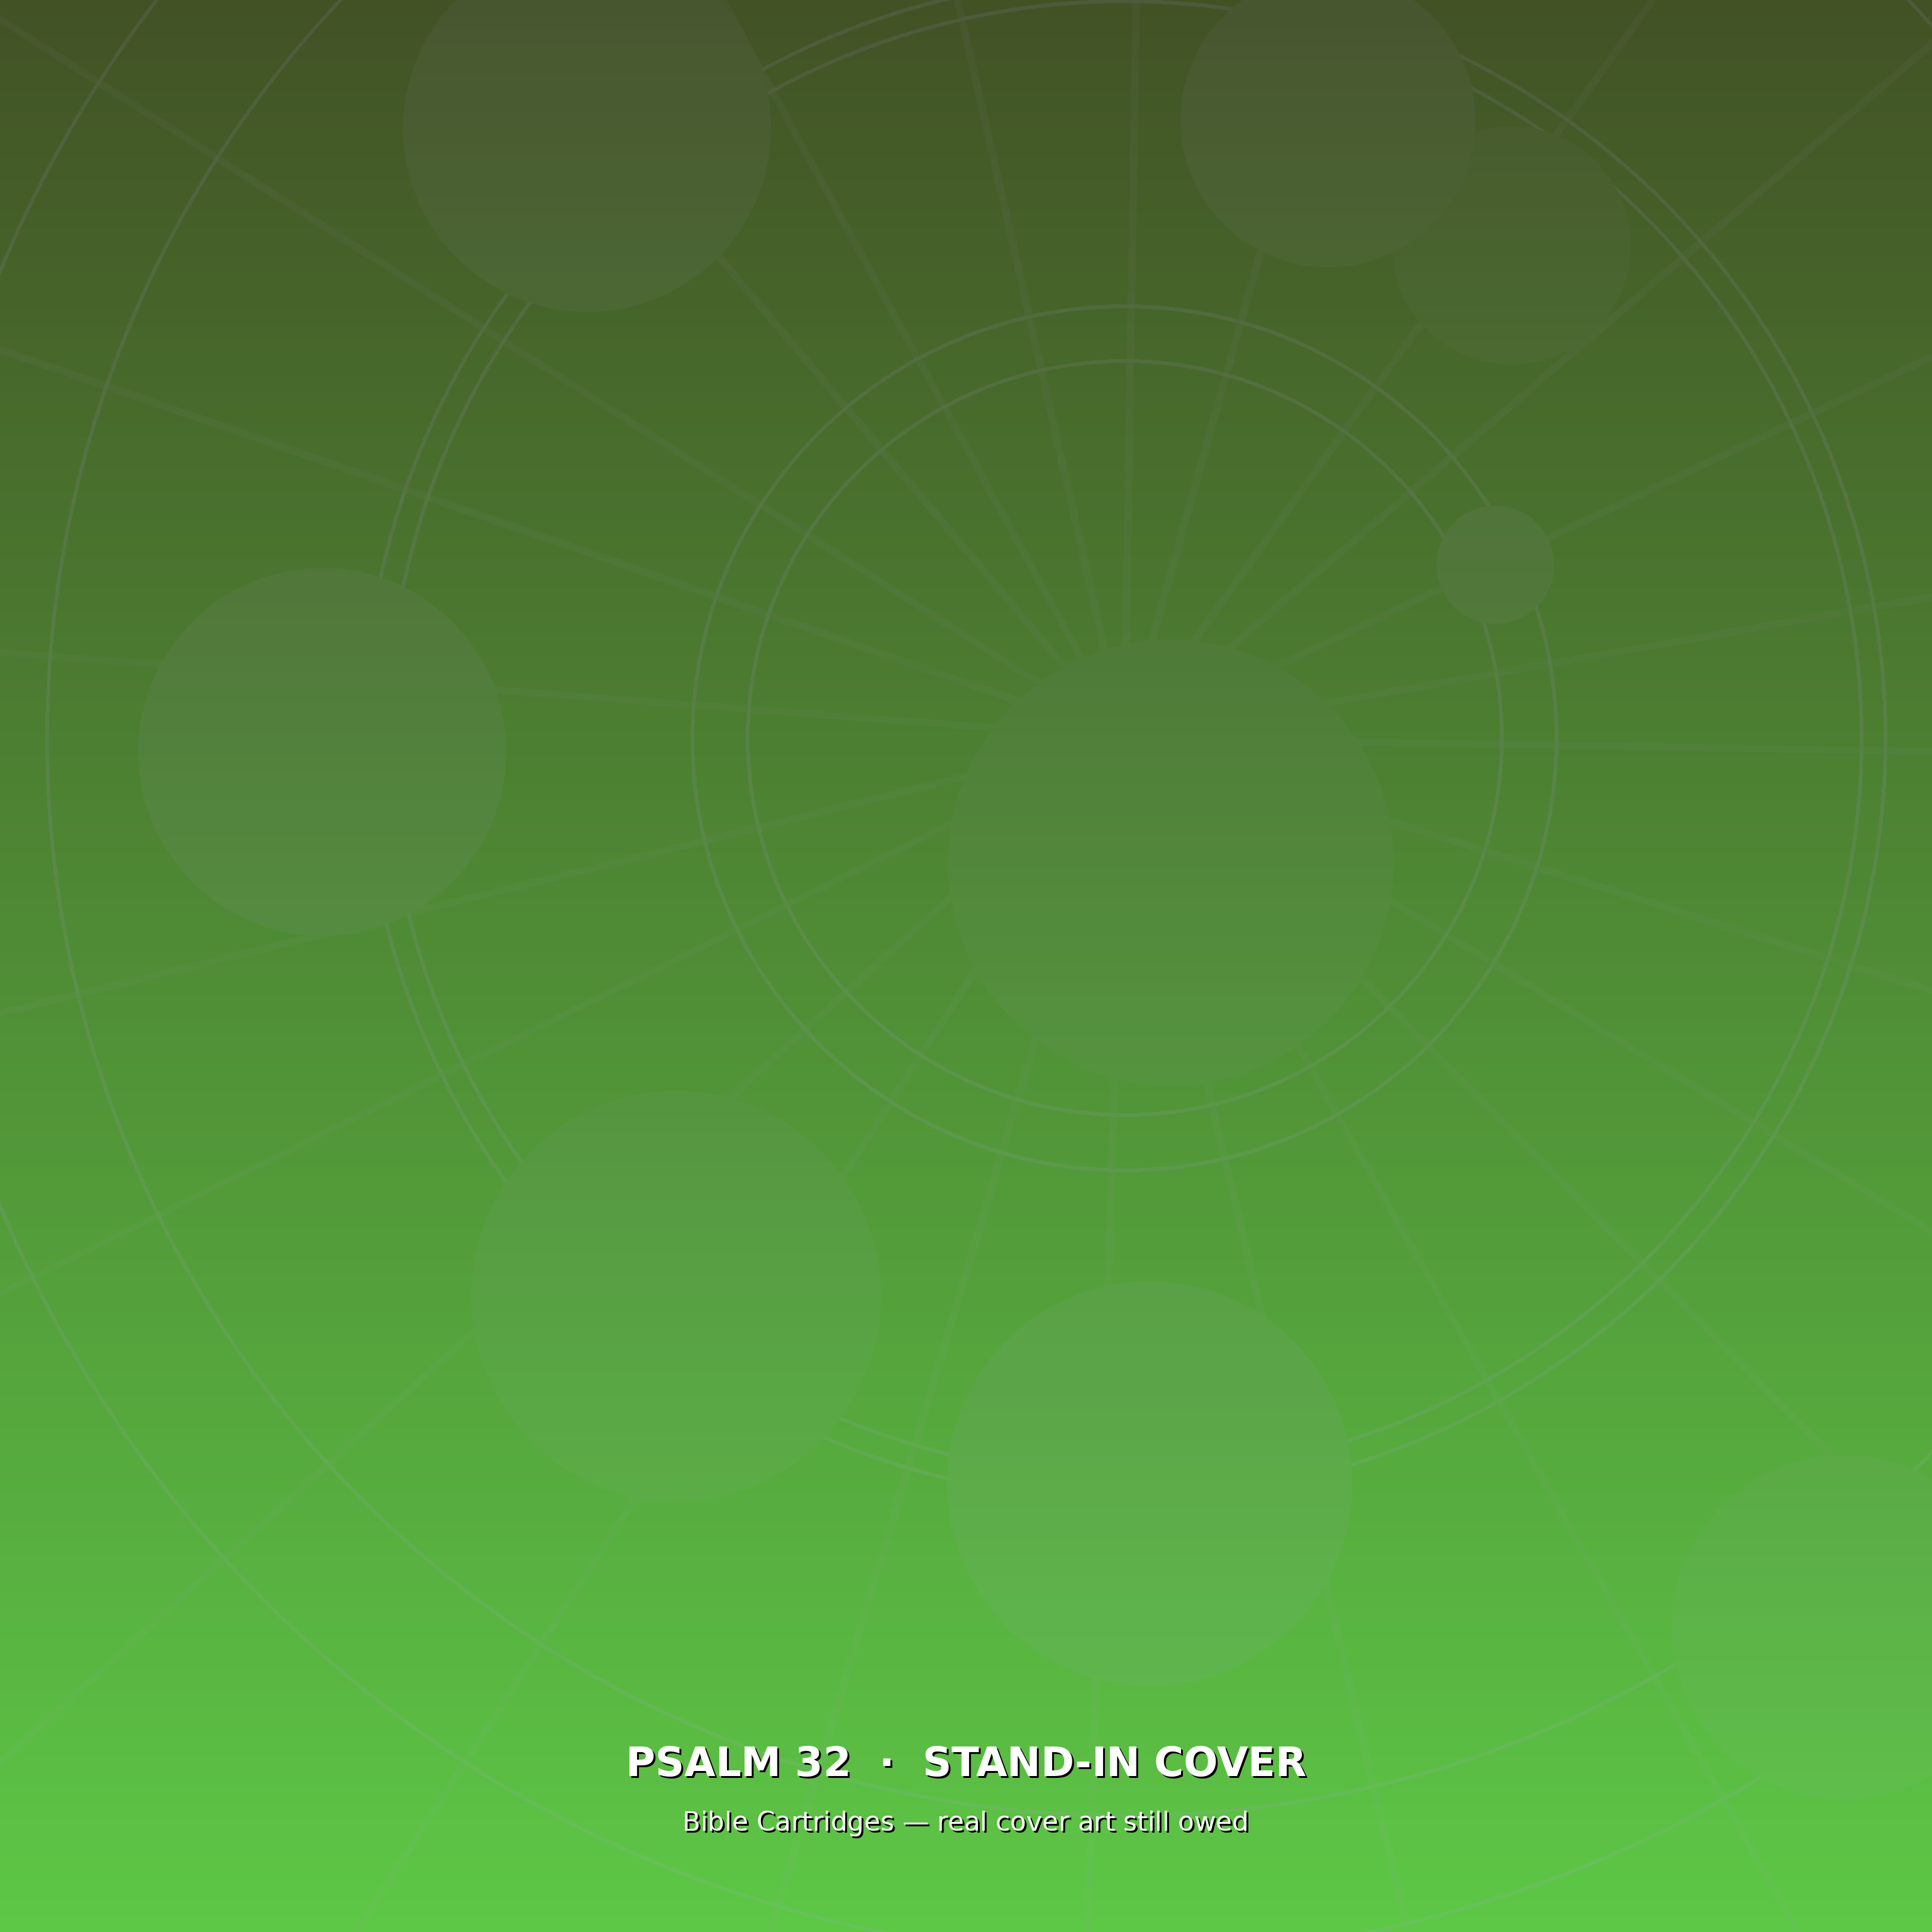 PSALM 32 · STAND-IN COVER
Bible Cartridges — real cover art still owed